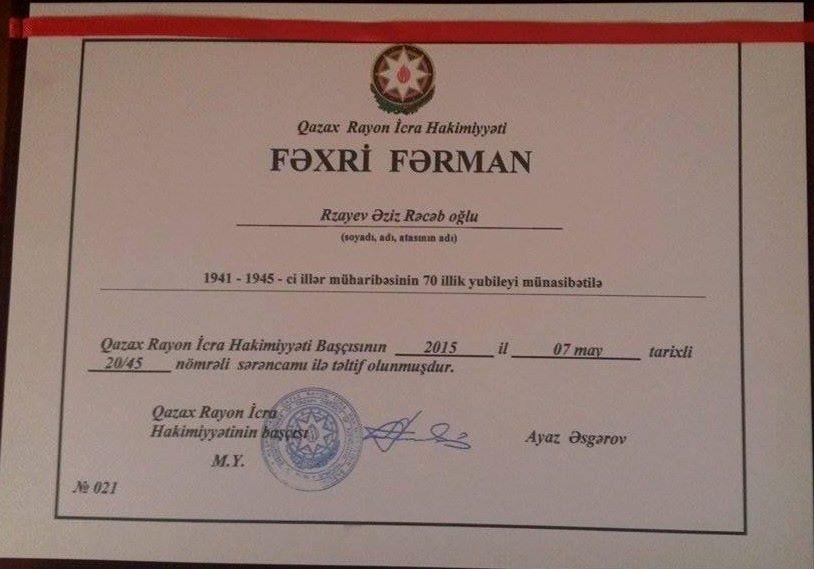 Qazax Rayon İcra Hakimiyyəti
FƏXRİ FƏRMAN
Rzayev Əziz Rəcəb oğlu
(soyadı, adı, atasının adı)
1941 - 1945 - ci illər müharibəsinin 70 illik yubileyi münasibətilə
Qazax Rayon İcra Hakimiyyəti Başçısının 2015 il 07 may tarixli
20/45 nömrəli sərəncamı ilə təltif olunmuşdur.
Qazax Rayon İcra
Hakimiyyətinin başçısı
Ayaz Əsgərov
M.Y.
№ 021